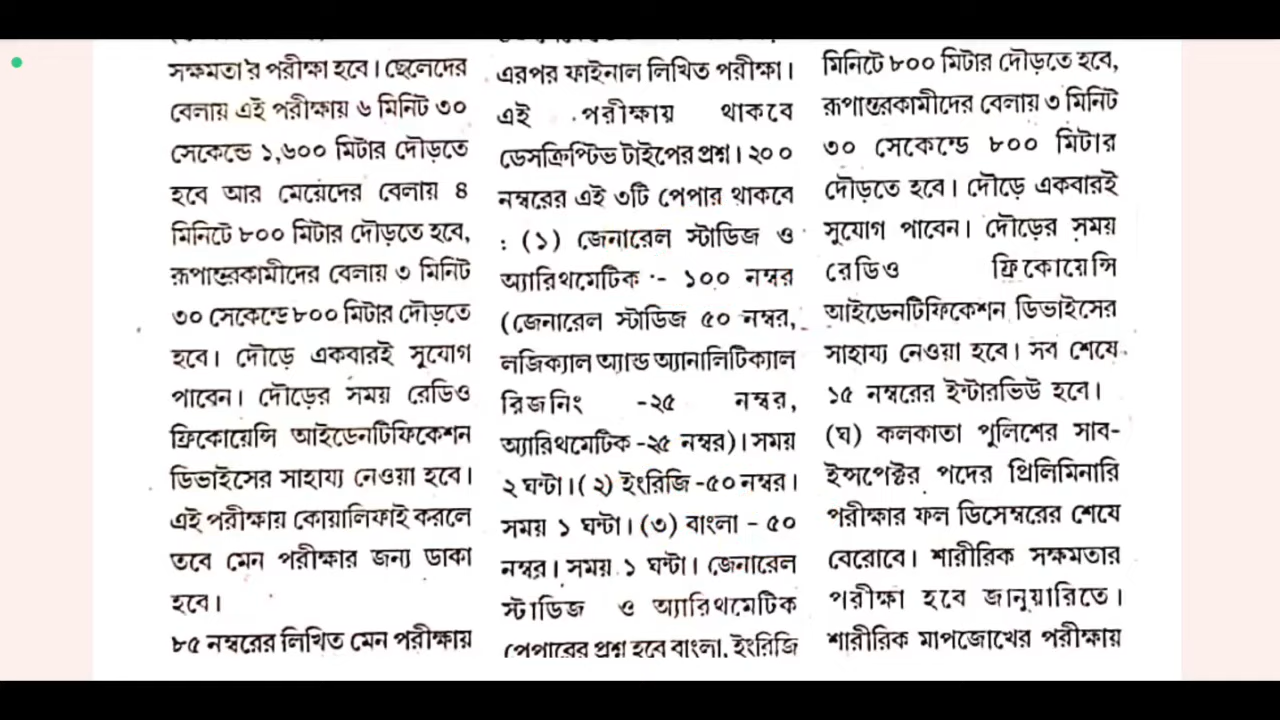 সক্ষমতা'র পরীক্ষা হবে। ছেলেদের
বেলায় এই পরীক্ষায় ৬ মিনিট ৩০
সেকেন্ডে ১,৬০০ মিটার দৌড়তে
হবে আর মেয়েদের বেলায় ৪
মিনিটে ৮০০ মিটার দৌড়তে হবে,
রূপান্তরকামীদের বেলায় ৩ মিনিট
৩০ সেকেন্ডে ৮০০ মিটার দৌড়তে
হবে। দৌড়ে একবারই সুযোগ
পাবেন। দৌড়ের সময় রেডিও
ফ্রিকোয়েন্সি আইডেনটিফিকেশন
ডিভাইসের সাহায্য নেওয়া হবে।
এই পরীক্ষায় কোয়ালিফাই করলে
তবে মেন পরীক্ষার জন্য ডাকা
হবে।
৮৫ নম্বরের লিখিত মেন পরীক্ষায়
এরপর ফাইনাল লিখিত পরীক্ষা।
এই পরীক্ষায় থাকবে
ডেসক্রিপ্টিভ টাইপের প্রশ্ন। ২০০
নম্বরের এই ৩টি পেপার থাকবে
: (১) জেনারেল স্টাডিজ ও
অ্যারিথমেটিক - ১০০ নম্বর
(জেনারেল স্টাডিজ ৫০ নম্বর,
লজিক্যাল অ্যান্ড অ্যানালিটিক্যাল
রিজনিং -২৫ নম্বর,
অ্যারিথমেটিক -২৫ নম্বর)। সময়
২ ঘন্টা। (২) ইংরিজি -৫০ নম্বর।
সময় ১ ঘন্টা। (৩) বাংলা - ৫০
নম্বর। সময় ১ ঘন্টা। জেনারেল
স্টাডিজ ও অ্যারিথমেটিক
পেপারের প্রশ্ন হবে বাংলা, ইংরিজি
মিনিটে ৮০০ মিটার দৌড়তে হবে,
রূপান্তরকামীদের বেলায় ৩ মিনিট
৩০ সেকেন্ডে ৮০০ মিটার
দৌড়তে হবে। দৌড়ে একবারই
সুযোগ পাবেন। দৌড়ের সময়
রেডিও ফ্রিকোয়েন্সি
আইডেনটিফিকেশন ডিভাইসের
সাহায্য নেওয়া হবে। সব শেষে
১৫ নম্বরের ইন্টারভিউ হবে।
(ঘ) কলকাতা পুলিশের সাব-
ইন্সপেক্টর পদের প্রিলিমিনারি
পরীক্ষার ফল ডিসেম্বরের শেষে
বেরোবে। শারীরিক সক্ষমতার
পরীক্ষা হবে জানুয়ারিতে।
শারীরিক মাপজোখের পরীক্ষায়